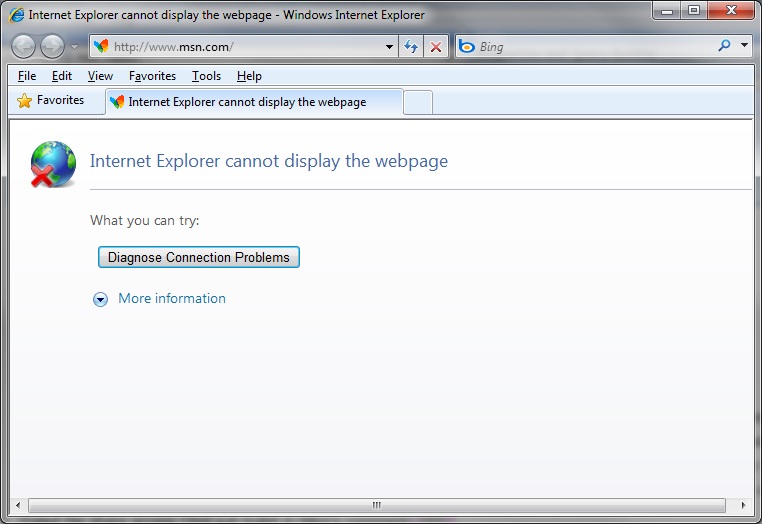 Internet Explorer cannot display the webpage - Windows Internet Explorer
http://www.msn.com/
Bing
File Edit View Favorites Tools Help
Favorites
Internet Explorer cannot display the webpage
Internet Explorer cannot display the webpage
What you can try:
Diagnose Connection Problems
More information